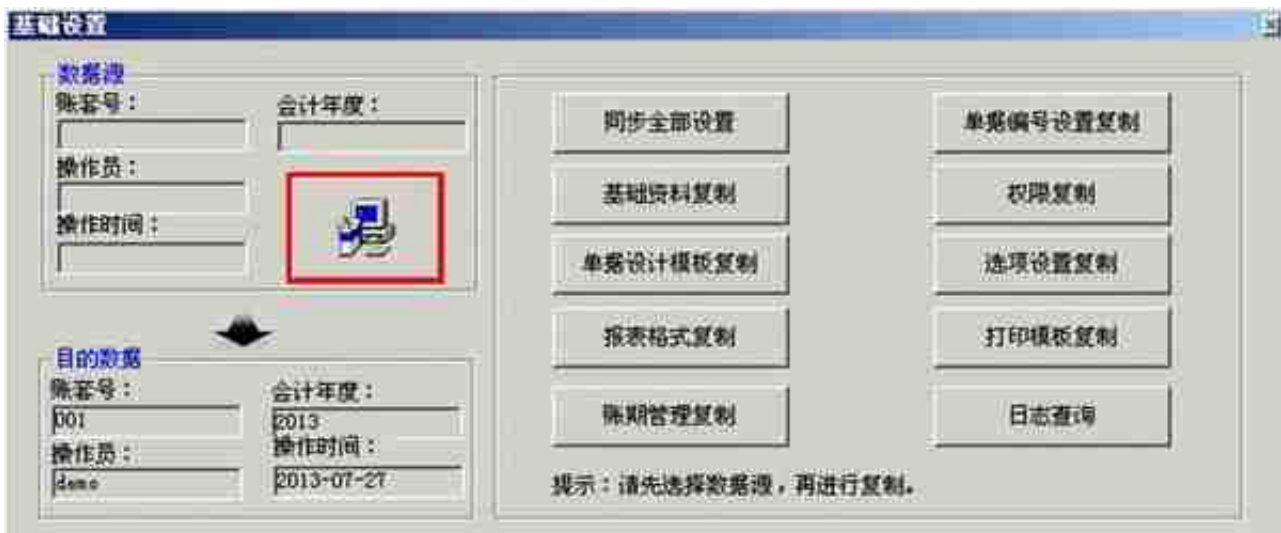 基础设置
数据源
账套号：
会计年度：
操作员：
操作时间：
目的数据
账套号：
会计年度：
001
2013
操作员：
操作时间：
demo
2013-07-27
同步全部设置
单据编号设置复制
基础资料复制
权限复制
单据设计模板复制
选项设置复制
报表格式复制
打印模板复制
账期管理复制
日志查询
提示：请先选择数据源，再进行复制。